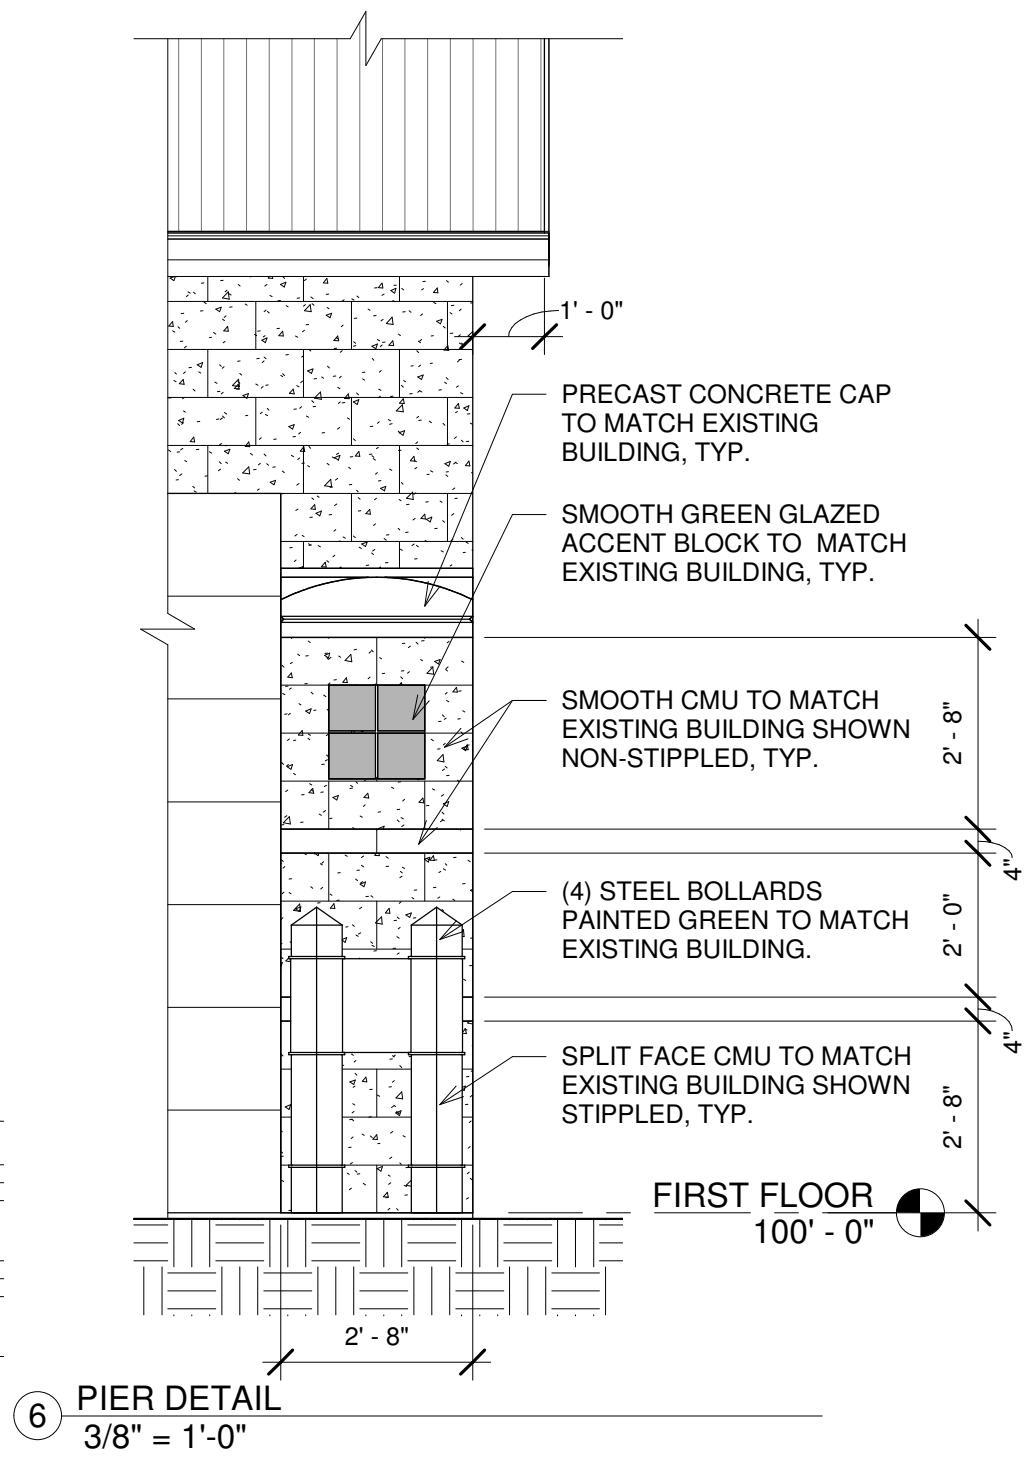 1' - 0"
PRECAST CONCRETE CAP
TO MATCH EXISTING
BUILDING, TYP.
SMOOTH GREEN GLAZED
ACCENT BLOCK TO MATCH
EXISTING BUILDING, TYP.
SMOOTH CMU TO MATCH
EXISTING BUILDING SHOWN
NON-STIPPLED, TYP.
2' - 8"
4"
(4) STEEL BOLLARDS
PAINTED GREEN TO MATCH
EXISTING BUILDING.
2' - 0"
4"
SPLIT FACE CMU TO MATCH
EXISTING BUILDING SHOWN
STIPPLED, TYP.
2' - 8"
FIRST FLOOR
100' - 0"
2' - 8"
6 PIER DETAIL
3/8" = 1'-0"